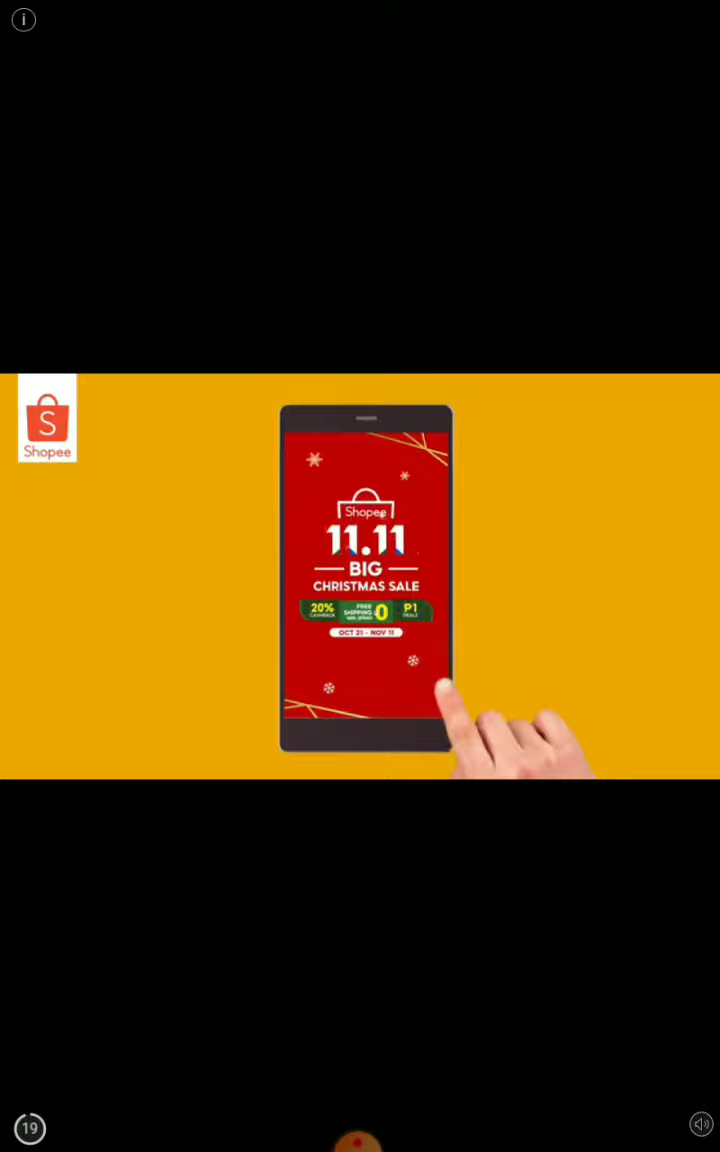 i
S
Shopee
Shopee
11.11
BIG
CHRISTMAS SALE
20%
CASHBACK
FREE
SHIPPING
0
P1
DEALS
OCT 21 - NOV 11
19